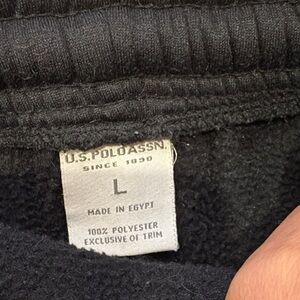 U.S. POLO ASSN.
SINCE 1890
L
MADE IN EGYPT
100% POLYESTER
EXCLUSIVE OF TRIM